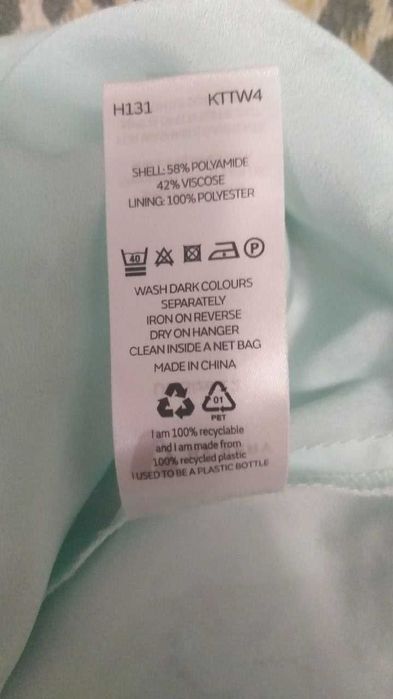 H131 KTTW4
SHELL: 58% POLYAMIDE
42% VISCOSE
LINING: 100% POLYESTER
40 P
WASH DARK COLOURS
SEPARATELY
IRON ON REVERSE
DRY ON HANGER
CLEAN INSIDE A NET BAG
MADE IN CHINA
01
PET
I am 100% recyclable
and I am made from
100% recycled plastic
I USED TO BE A PLASTIC BOTTLE